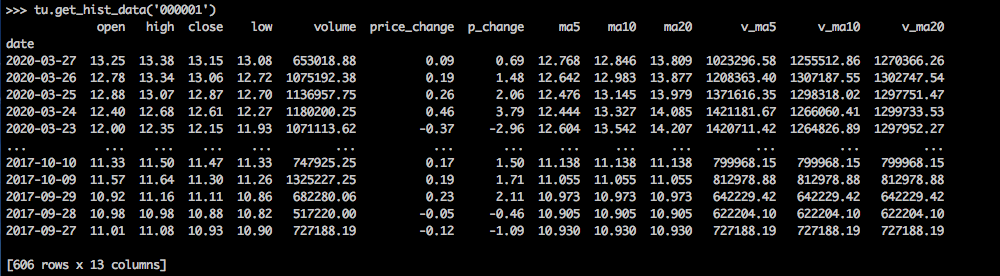 >>> tu.get_hist_data('000001')
open high close low volume price_change p_change ma5 ma10 ma20 v_ma5 v_ma10 v_ma20
date
2020-03-27 13.25 13.38 13.15 13.08 653018.88 0.09 0.69 12.768 12.846 13.809 1023296.58 1255512.86 1270366.26
2020-03-26 12.78 13.34 13.06 12.72 1075192.38 0.19 1.48 12.642 12.983 13.877 1208363.40 1307187.55 1302747.54
2020-03-25 12.88 13.07 12.87 12.70 1136957.75 0.26 2.06 12.476 13.145 13.979 1371616.35 1298318.02 1297751.47
2020-03-24 12.40 12.68 12.61 12.27 1180200.25 0.46 3.79 12.444 13.327 14.085 1421181.67 1266060.41 1299733.53
2020-03-23 12.00 12.35 12.15 11.93 1071113.62 -0.37 -2.96 12.604 13.542 14.207 1420711.42 1264826.89 1297952.27
... ... ... ... ... ... ... ... ... ... ... ... ... ...
2017-10-10 11.33 11.50 11.47 11.33 747925.25 0.17 1.50 11.138 11.138 11.138 799968.15 799968.15 799968.15
2017-10-09 11.57 11.64 11.30 11.26 1325227.25 0.19 1.71 11.055 11.055 11.055 812978.88 812978.88 812978.88
2017-09-29 10.92 11.16 11.11 10.86 682280.06 0.23 2.11 10.973 10.973 10.973 642229.42 642229.42 642229.42
2017-09-28 10.98 10.98 10.88 10.82 517220.00 -0.05 -0.46 10.905 10.905 10.905 622204.10 622204.10 622204.10
2017-09-27 11.01 11.08 10.93 10.90 727188.19 -0.12 -1.09 10.930 10.930 10.930 727188.19 727188.19 727188.19
[606 rows x 13 columns]